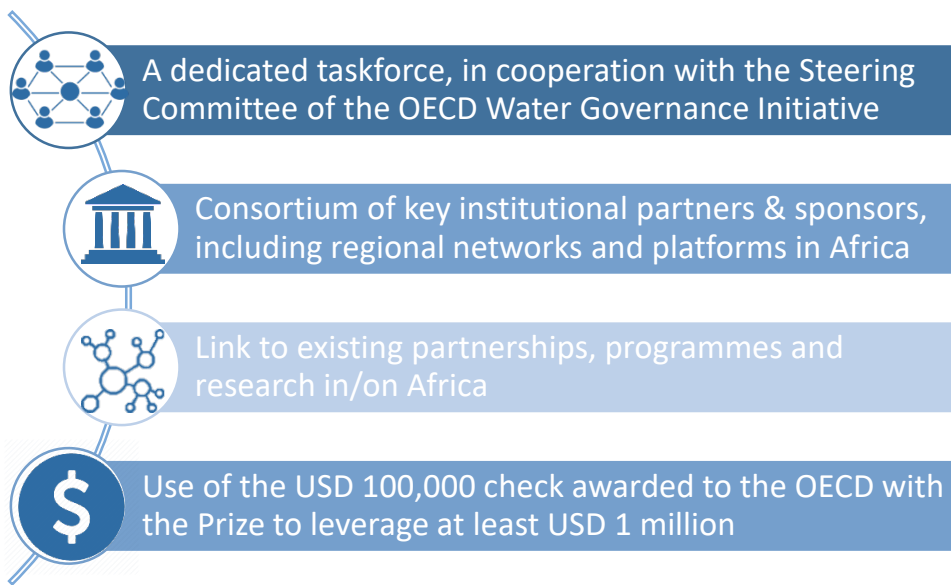 A dedicated taskforce, in cooperation with the Steering
Committee of the OECD Water Governance Initiative
Consortium of key institutional partners & sponsors,
including regional networks and platforms in Africa
Link to existing partnerships, programmes and
research in/on Africa
$
Use of the USD 100,000 check awarded to the OECD with
the Prize to leverage at least USD 1 million